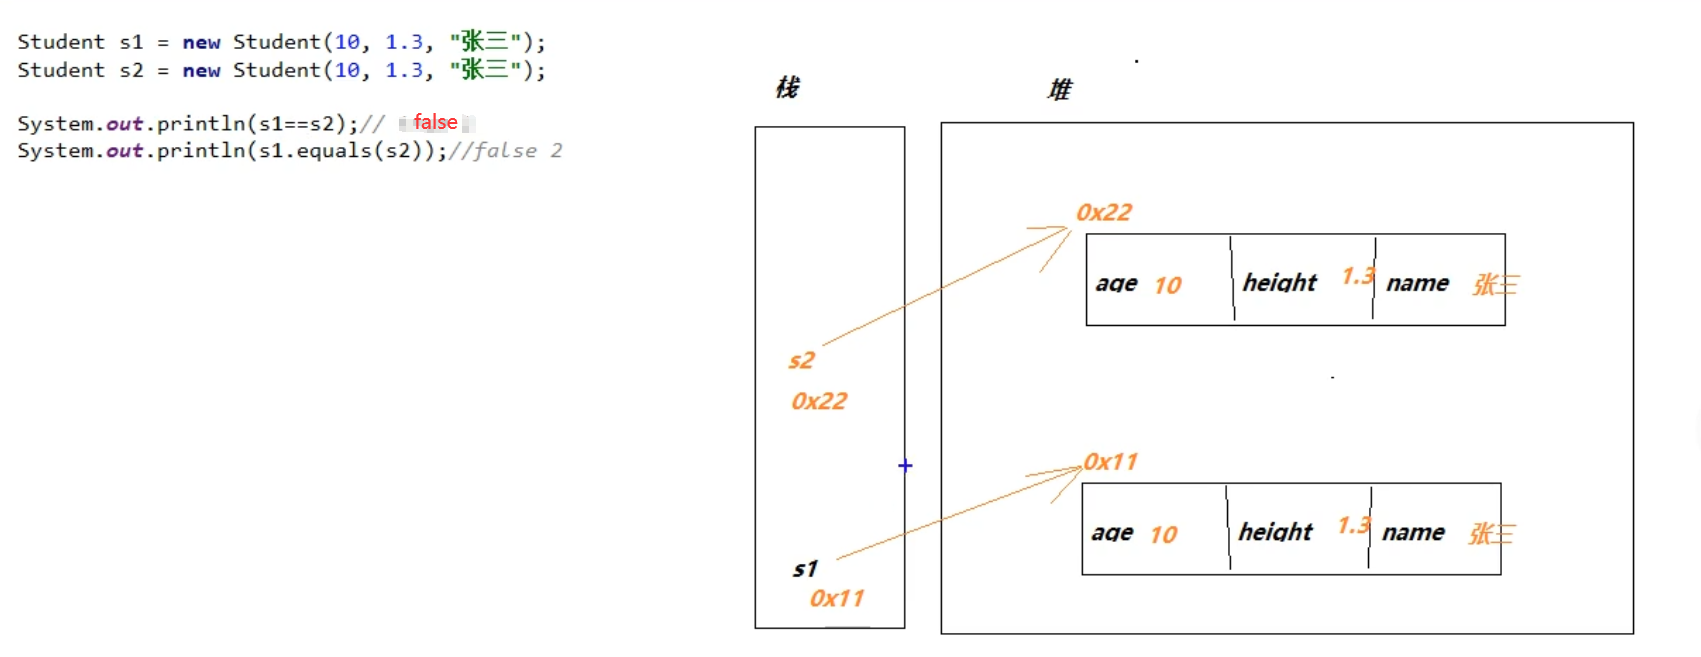 Student s1 = new Student(10, 1.3, "张三");
Student s2 = new Student(10, 1.3, "张三");
System.out.println(s1==s2);// false
System.out.println(s1.equals(s2));//false 2
栈
堆
0x22
age 10 height 1.3 name 张三
s2
0x22
0x11
age 10 height 1.3 name 张三
s1
0x11